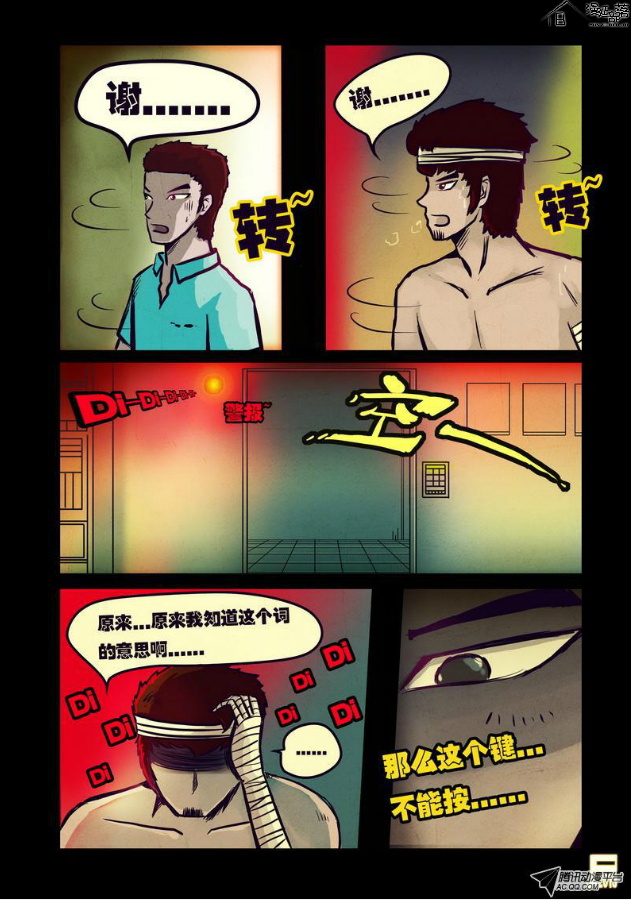 谢.......
谢.......
转~
转~
Di-Di-Di-Di-
警报~
空一
原来...原来我知道这个词
的意思啊......
Di
Di
Di
Di
Di
Di
Di
......
那么这个键...
不能按......
腾讯动漫平台
AC.QQ.COM